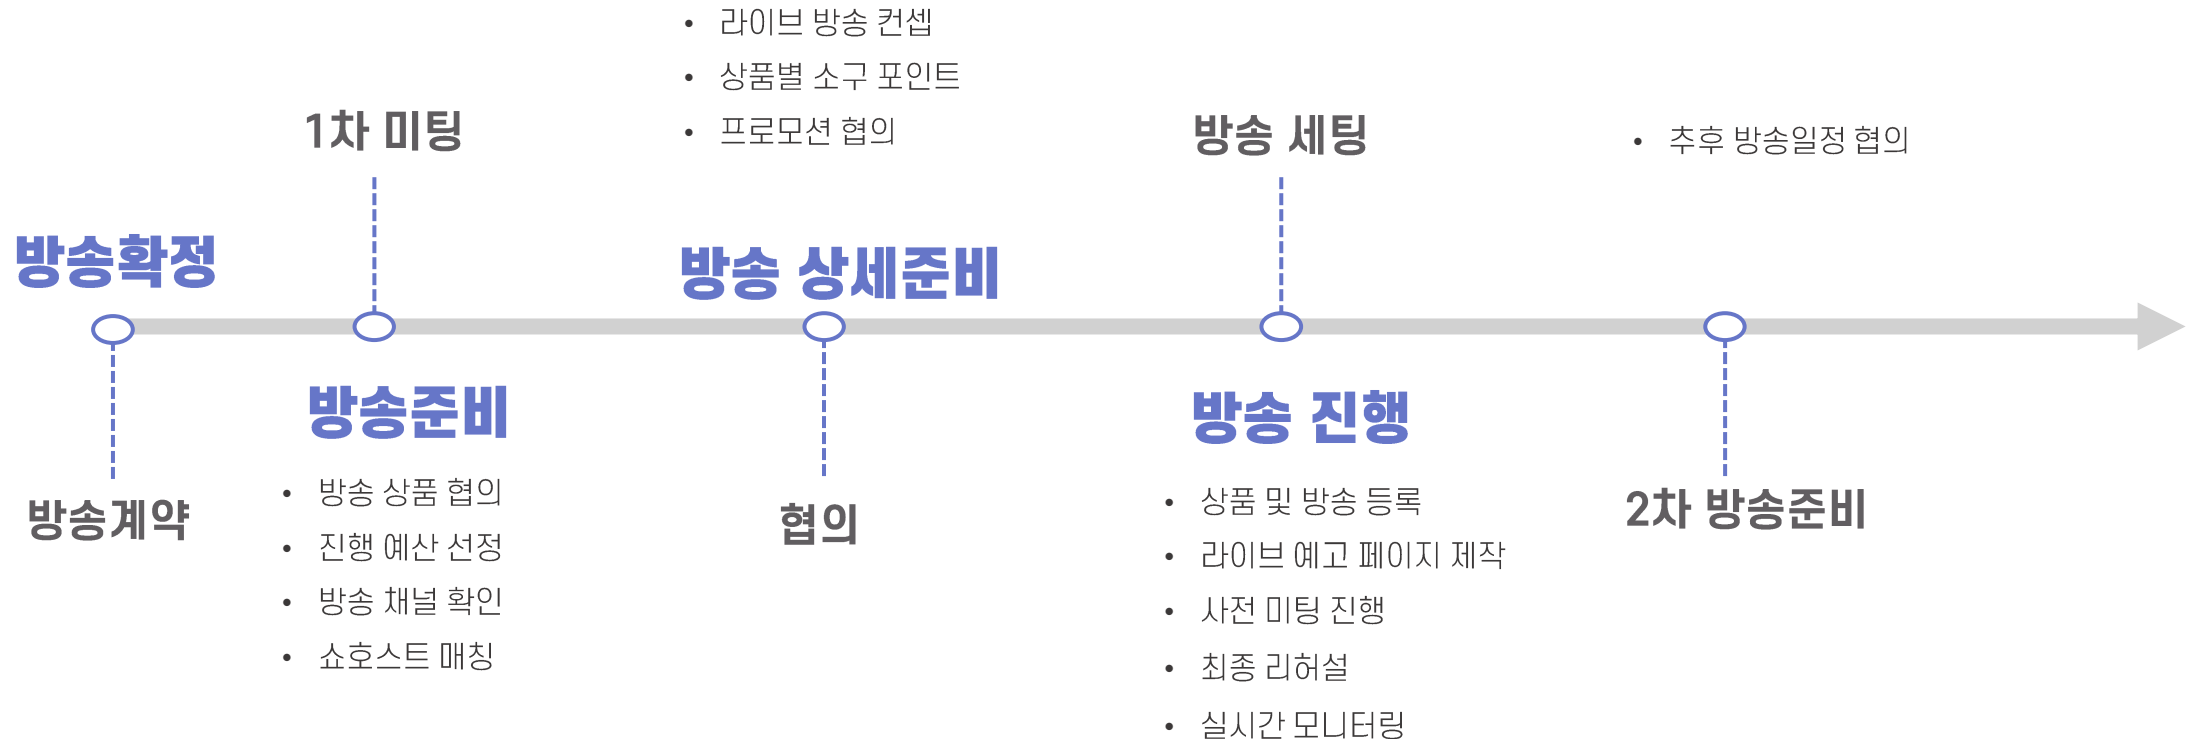 방송확정
방송계약
1차 미팅
방송준비
• 방송 상품 협의
• 진행 예산 선정
• 방송 채널 확인
• 쇼호스트 매칭
• 라이브 방송 컨셉
• 상품별 소구 포인트
• 프로모션 협의
방송 상세준비
협의
방송 세팅
방송 진행
• 상품 및 방송 등록
• 라이브 예고 페이지 제작
• 사전 미팅 진행
• 최종 리허설
• 실시간 모니터링
• 추후 방송일정 협의
2차 방송준비